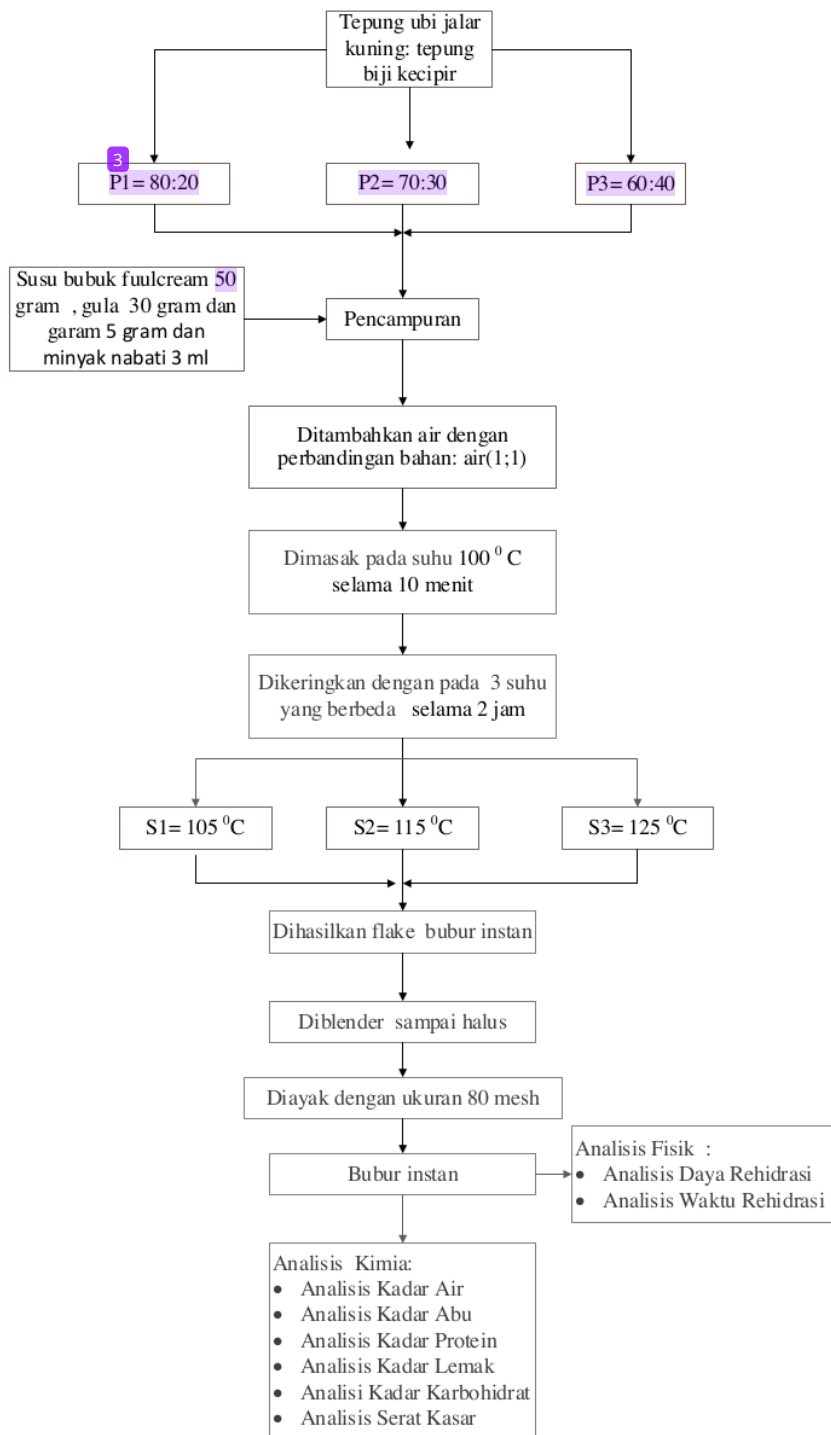 Tepung ubi jalar
kuning: tepung
biji kecipir
3
P1= 80:20
P2= 70:30
P3= 60:40
Susu bubuk fuulcream 50
gram , gula 30 gram dan
garam 5 gram dan
minyak nabati 3 ml
Pencampuran
Ditambahkan air dengan
perbandingan bahan: air(1;1)
Dimasak pada suhu 100 ⁰ C
selama 10 menit
Dikeringkan dengan pada 3 suhu
yang berbeda selama 2 jam
S1= 105 ⁰C
S2= 115 ⁰C
S3= 125 ⁰C
Dihasilkan flake bubur instan
Diblender sampai halus
Diayak dengan ukuran 80 mesh
Bubur instan
Analisis Fisik :
• Analisis Daya Rehidrasi
• Analisis Waktu Rehidrasi
Analisis Kimia:
• Analisis Kadar Air
• Analisis Kadar Abu
• Analisis Kadar Protein
• Analisis Kadar Lemak
• Analisi Kadar Karbohidrat
• Analisis Serat Kasar